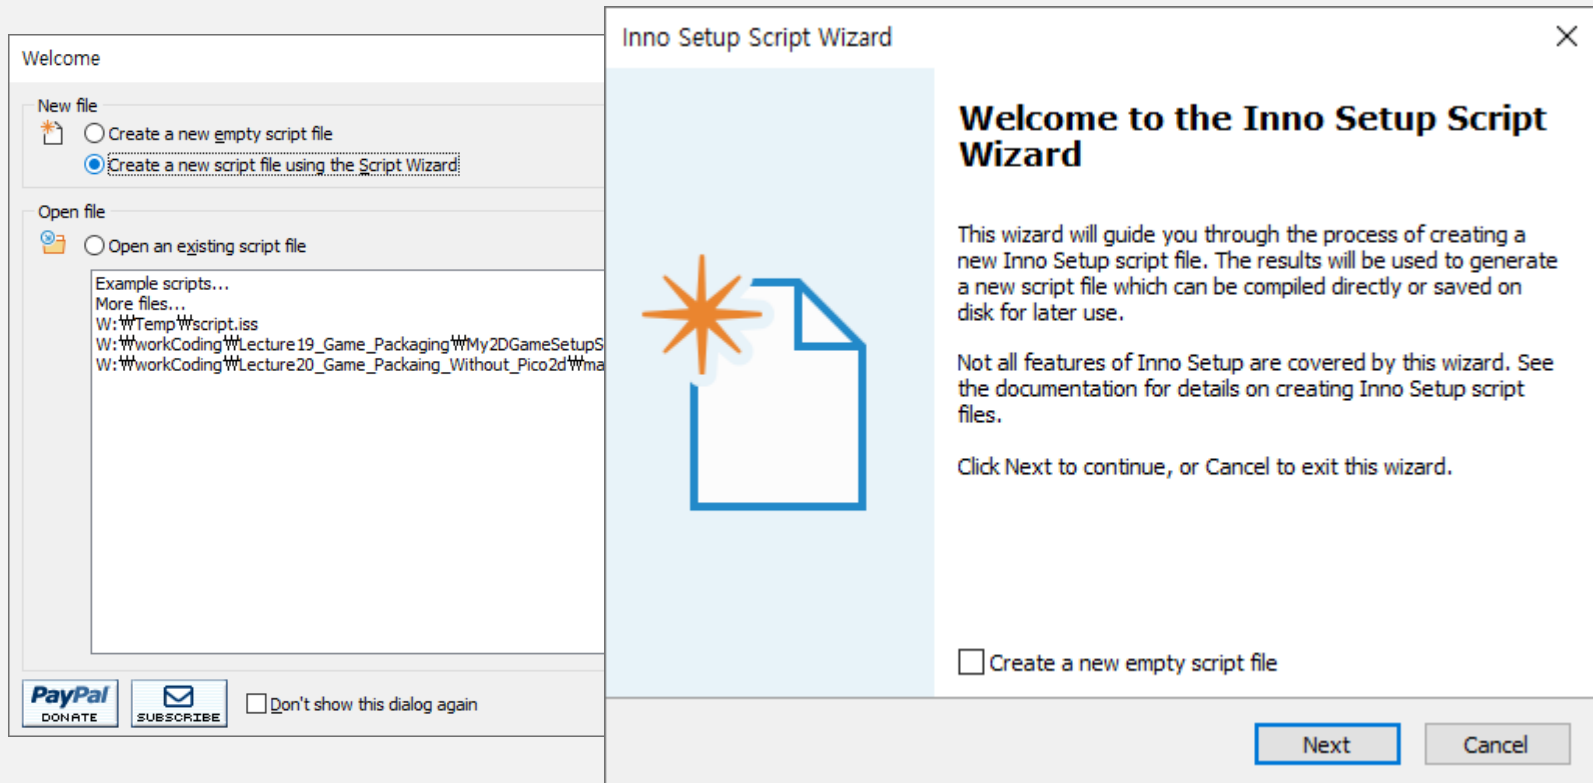 Welcome
New file
Create a new empty script file
Create a new script file using the Script Wizard
Open file
Open an existing script file
Example scripts...
More files...
W:₩Temp₩script.iss
W:₩workCoding₩Lecture19_Game_Packaging₩My2DGameSetupS
W:₩workCoding₩Lecture20_Game_Packaing_Without_Pico2d₩ma
PayPal
DONATE
SUBSCRIBE
Don't show this dialog again
Inno Setup Script Wizard
Welcome to the Inno Setup Script
Wizard
This wizard will guide you through the process of creating a
new Inno Setup script file. The results will be used to generate
a new script file which can be compiled directly or saved on
disk for later use.
Not all features of Inno Setup are covered by this wizard. See
the documentation for details on creating Inno Setup script
files.
Click Next to continue, or Cancel to exit this wizard.
Create a new empty script file
Next
Cancel